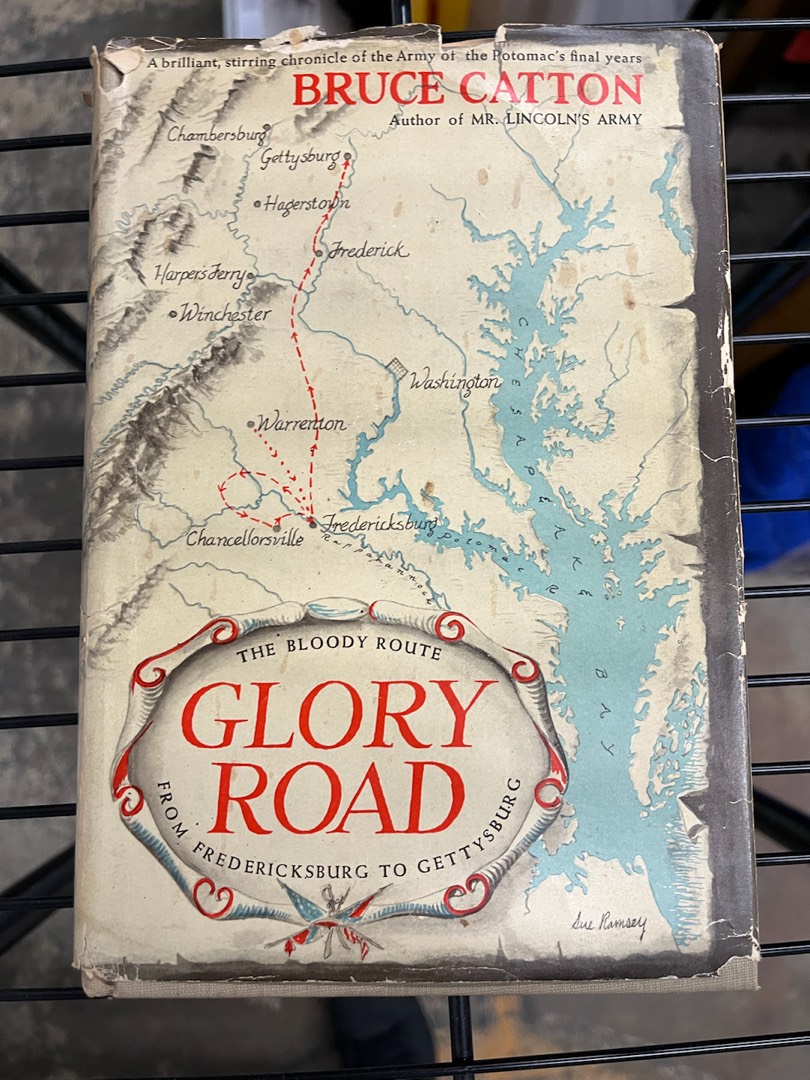 A brilliant, stirring chronicle of the Army of the Potomac's final years
BRUCE CATTON
Author of MR. LINCOLN'S ARMY
Chambersburg
Gettysburg
Hagerstown
Frederick
Harpers Ferry
Winchester
Washington
Warrenton
CHESAPEAKE BAY
Fredericksburg
Chancellorsville
Rappahannock
Potomac R
THE BLOODY ROUTE
GLORY
ROAD
FROM FREDERICKSBURG TO GETTYSBURG
Sue Ramsey